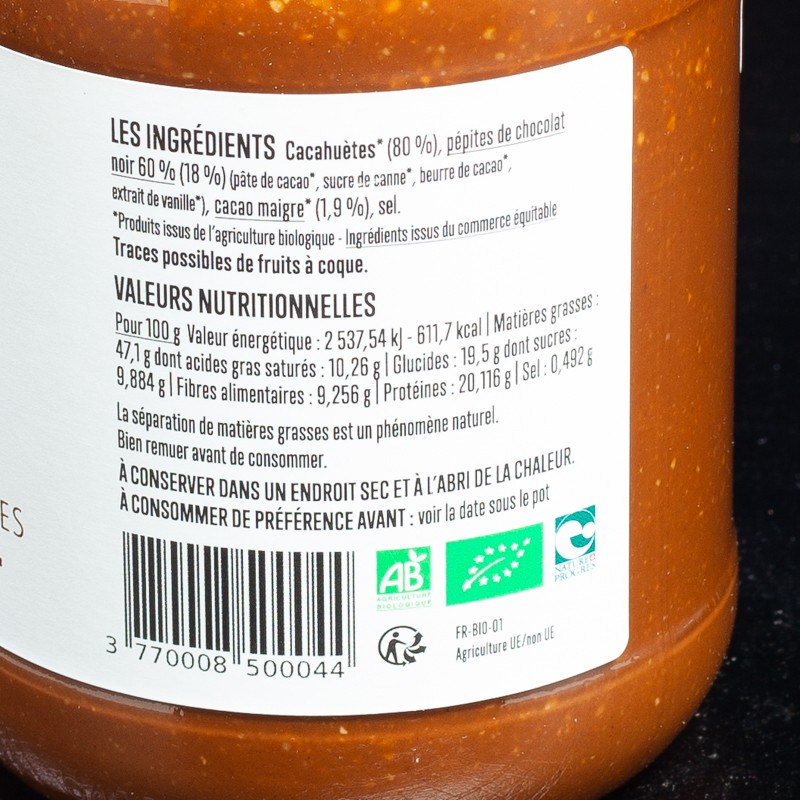 LES INGRÉDIENTS Cacahuètes* (80 %), pépites de chocolat
noir 60 % (18 %) (pâte de cacao*, sucre de canne*, beurre de cacao*,
extrait de vanille*), cacao maigre* (1,9 %), sel.
*Produits issus de l'agriculture biologique - Ingrédients issus du commerce équitable
Traces possibles de fruits à coque.
VALEURS NUTRITIONNELLES
Pour 100 g Valeur énergétique : 2 537,54 kJ - 611,7 kcal | Matières grasses :
47,1 g dont acides gras saturés : 10,26 g | Glucides : 19,5 g dont sucres :
9,884 g | Fibres alimentaires : 9,256 g | Protéines : 20,116 g | Sel : 0,492 g
La séparation de matières grasses est un phénomène naturel.
Bien remuer avant de consommer.
À CONSERVER DANS UN ENDROIT SEC ET À L'ABRI DE LA CHALEUR.
À CONSOMMER DE PRÉFÉRENCE AVANT : voir la date sous le pot
ES
AB
AGRICULTURE
BIOLOGIQUE
NATURE &
PROGRÈS
3 770008 500044
FR-BIO-01
Agriculture UE/non UE